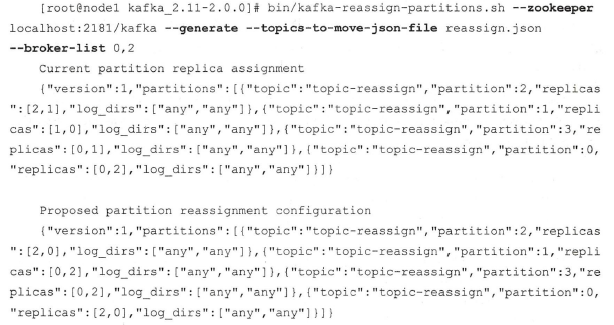 [root@node1 kafka_2.11-2.0.0]# bin/kafka-reassign-partitions.sh --zookeeper
localhost:2181/kafka --generate --topics-to-move-json-file reassign.json
--broker-list 0,2
Current partition replica assignment
{"version":1,"partitions":[{"topic":"topic-reassign","partition":2,"replicas
":[2,1],"log_dirs":["any","any"]},{"topic":"topic-reassign","partition":1,"repli
cas":[1,0],"log_dirs":["any","any"]},{"topic":"topic-reassign","partition":3,"re
plicas":[0,1],"log_dirs":["any","any"]},{"topic":"topic-reassign","partition":0,
"replicas":[0,2],"log_dirs":["any","any"]}]}
Proposed partition reassignment configuration
{"version":1,"partitions":[{"topic":"topic-reassign","partition":2,"replicas
":[2,0],"log_dirs":["any","any"]},{"topic":"topic-reassign","partition":1,"repli
cas":[0,2],"log_dirs":["any","any"]},{"topic":"topic-reassign","partition":3,"re
plicas":[0,2],"log_dirs":["any","any"]},{"topic":"topic-reassign","partition":0,
"replicas":[2,0],"log_dirs":["any","any"]}]}